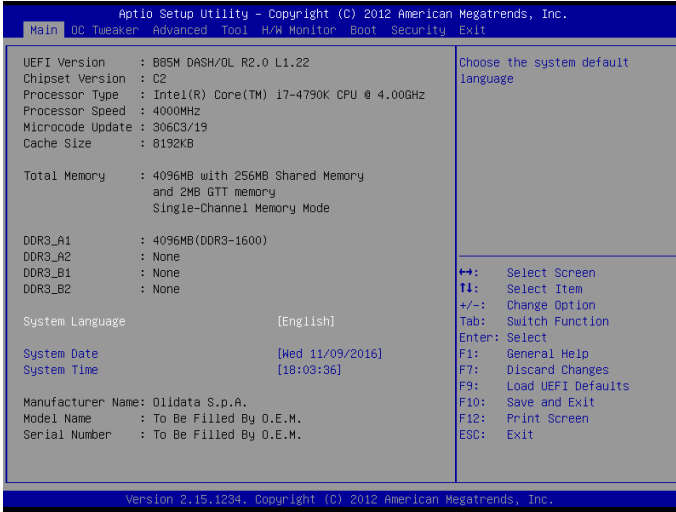 Aptio Setup Utility – Copyright (C) 2012 American Megatrends, Inc.
Main OC Tweaker Advanced Tool H/W Monitor Boot Security Exit
UEFI Version : B85M DASH/OL R2.0 L1.22
Chipset Version : C2
Processor Type : Intel(R) Core(TM) i7-4790K CPU @ 4.00GHz
Processor Speed : 4000MHz
Microcode Update : 306C3/19
Cache Size : 8192KB
Total Memory : 4096MB with 256MB Shared Memory
and 2MB GTT memory
Single-Channel Memory Mode
DDR3_A1 : 4096MB(DDR3-1600)
DDR3_A2 : None
DDR3_B1 : None
DDR3_B2 : None
System Language [English]
System Date [Wed 11/09/2016]
System Time [18:03:36]
Manufacturer Name: Olidata S.p.A.
Model Name : To Be Filled By O.E.M.
Serial Number : To Be Filled By O.E.M.
Choose the system default
language
↔: Select Screen
↑↓: Select Item
+/-: Change Option
Tab: Switch Function
Enter: Select
F1: General Help
F7: Discard Changes
F9: Load UEFI Defaults
F10: Save and Exit
F12: Print Screen
ESC: Exit
Version 2.15.1234. Copyright (C) 2012 American Megatrends, Inc.